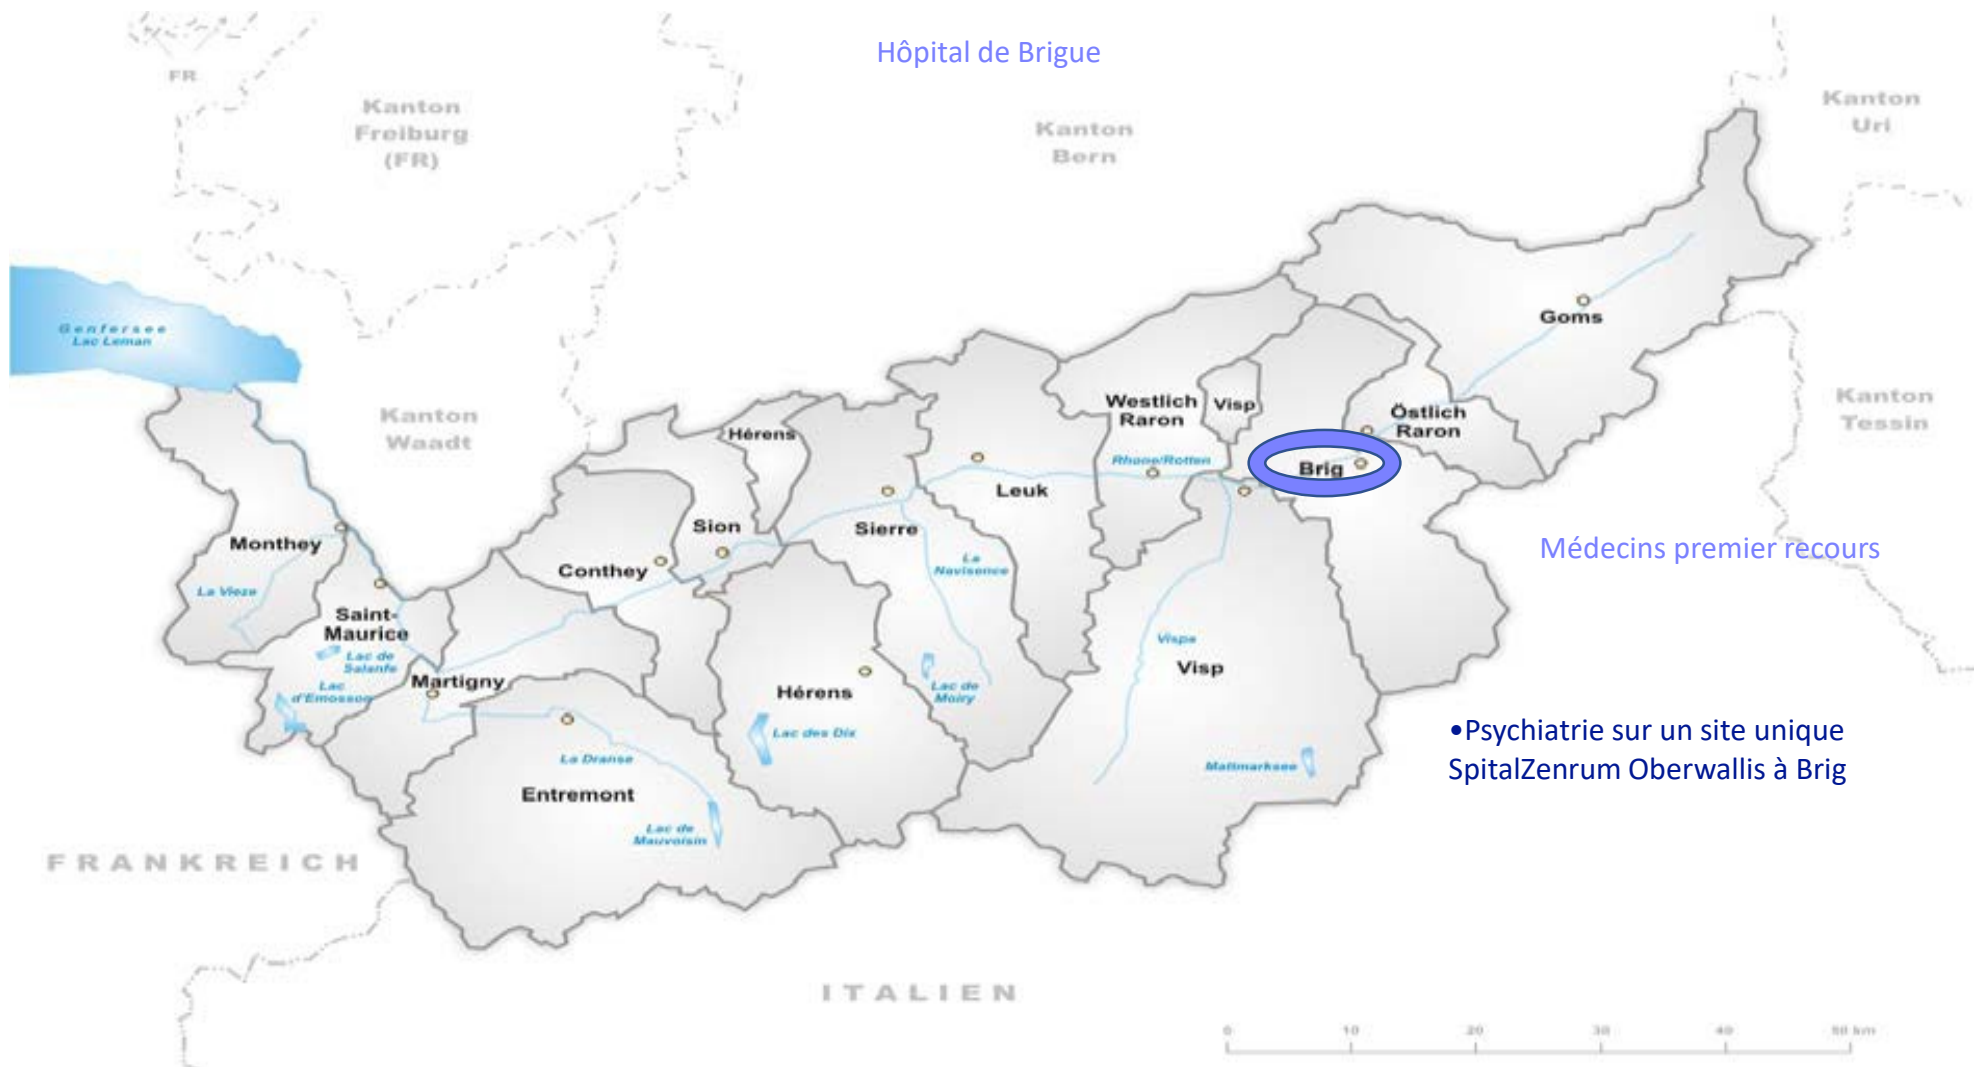 Hôpital de Brigue
FR
Kanton
Freiburg
(FR)
Kanton
Bern
Kanton
Uri
Genfersee
Lac Leman
Kanton
Waadt
Goms
Kanton
Tessin
Westlich
Raron
Visp
Östlich
Raron
Hérens
Rhone/Rotten
Brig
Leuk
Sion
Sierre
Monthey
Conthey
La
Navisence
Médecins premier recours
La Vieze
Saint-
Maurice
Lac de
Salanfe
Vispa
Visp
Martigny
Lac
d'Emosson
Hérens
Lac de
Moiry
Lac des Dix
•Psychiatrie sur un site unique
SpitalZenrum Oberwallis à Brig
La Dranse
Mattmarksee
Entremont
Lac de
Mauvoisin
FRANKREICH
ITALIEN
0 10 20 30 40 50 km